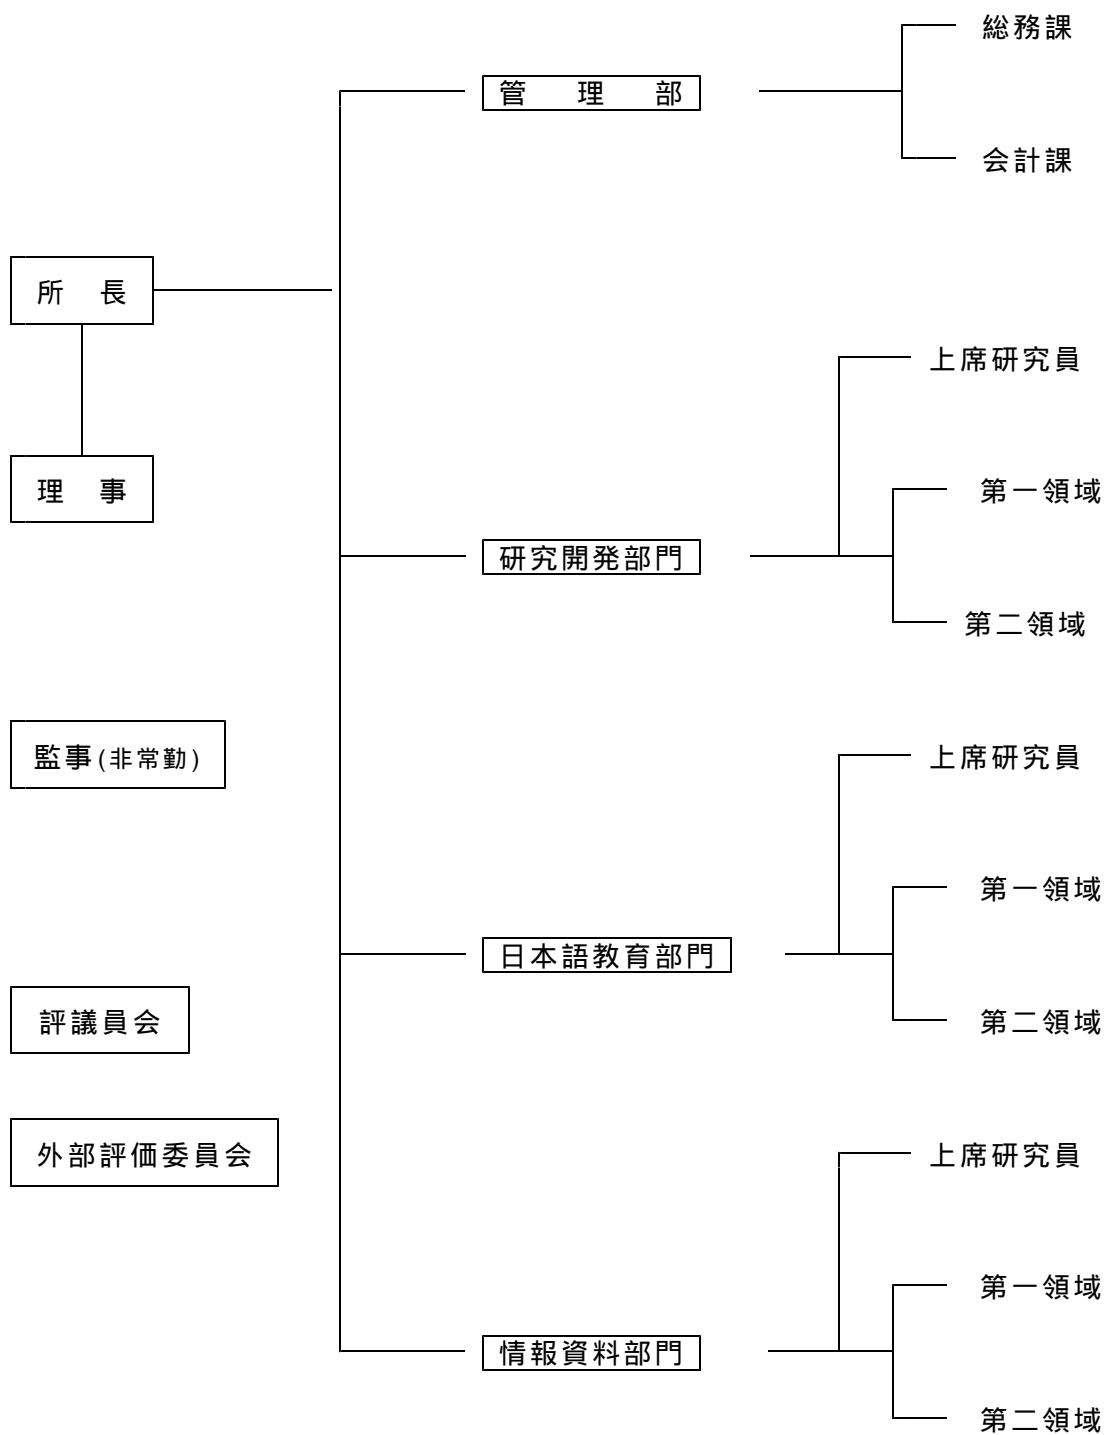 総務課
管理部
会計課
所長
上席研究員
理事
第一領域
研究開発部門
第二領域
監事(非常勤)
上席研究員
第一領域
日本語教育部門
評議員会
第二領域
外部評価委員会
上席研究員
第一領域
情報資料部門
第二領域